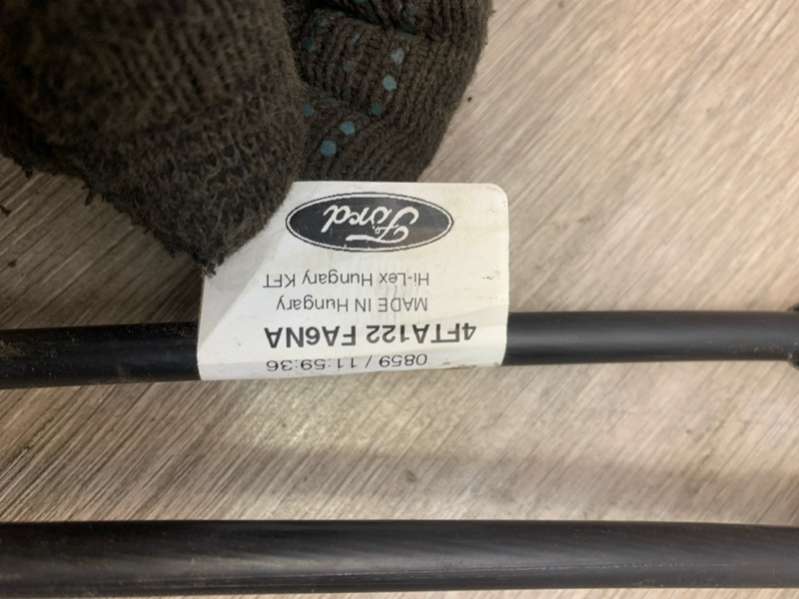 0859 / 11:59:36
4FTA122 FA6NA
MADE IN Hungary
Hi-Lex Hungary KFT
Ford